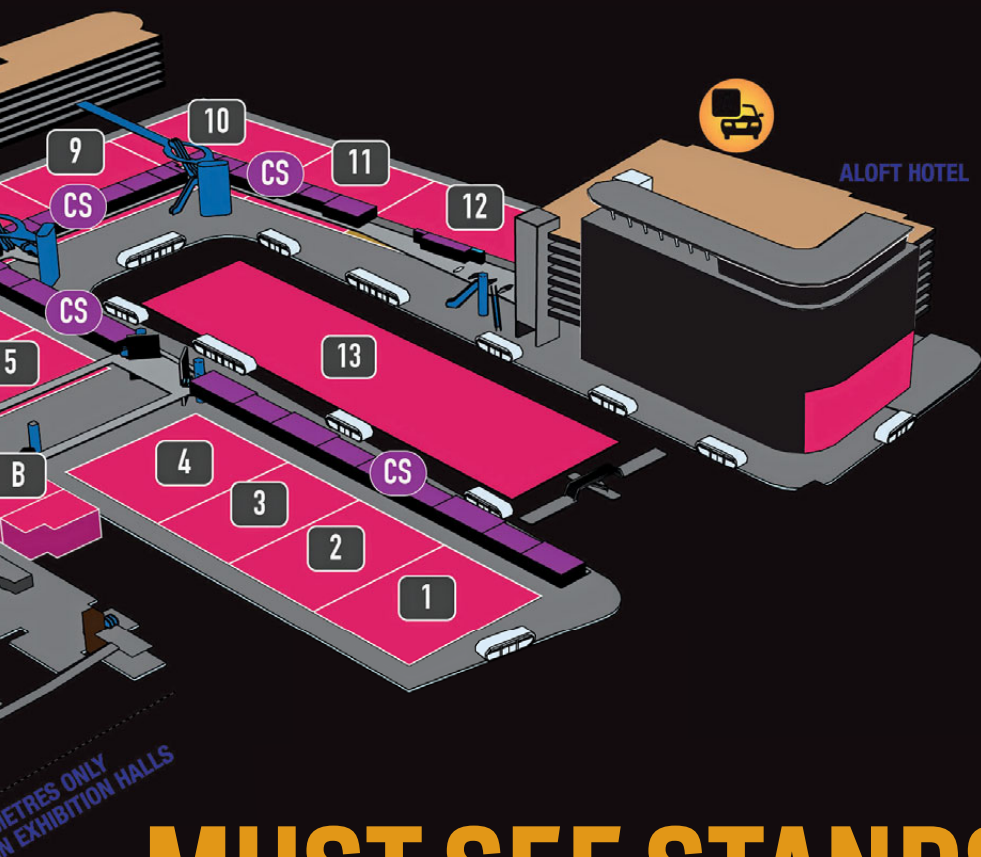 10
9
11
CS
ALOFT HOTEL
12
CS
CS
13
5
4
CS
B
3
2
1
METRES ONLY
N EXHIBITION HALLS
MUST SEE STANDS